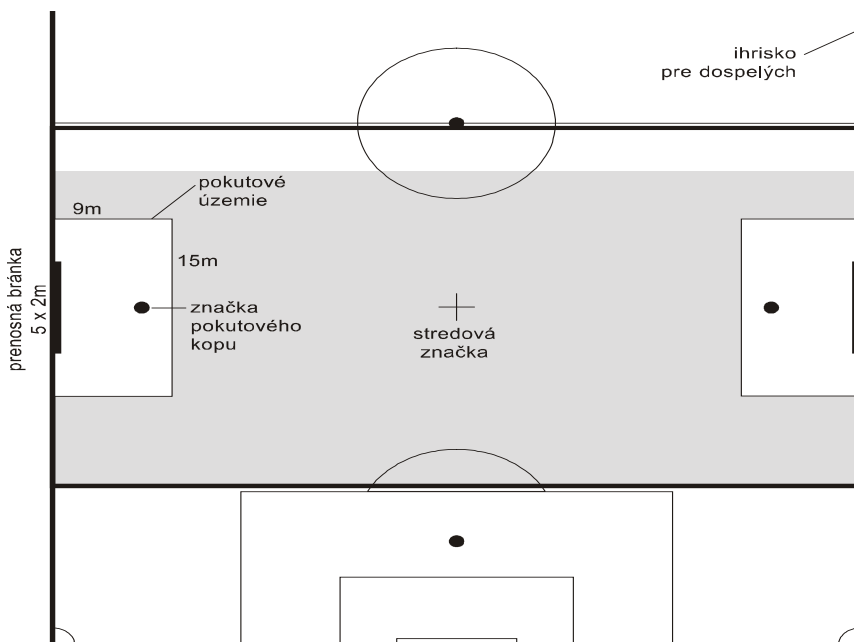 ihrisko
pre dospelých
pokutové
územie
9m
15m
prenosná bránka
5 x 2m
značka
pokutového
kopu
stredová
značka